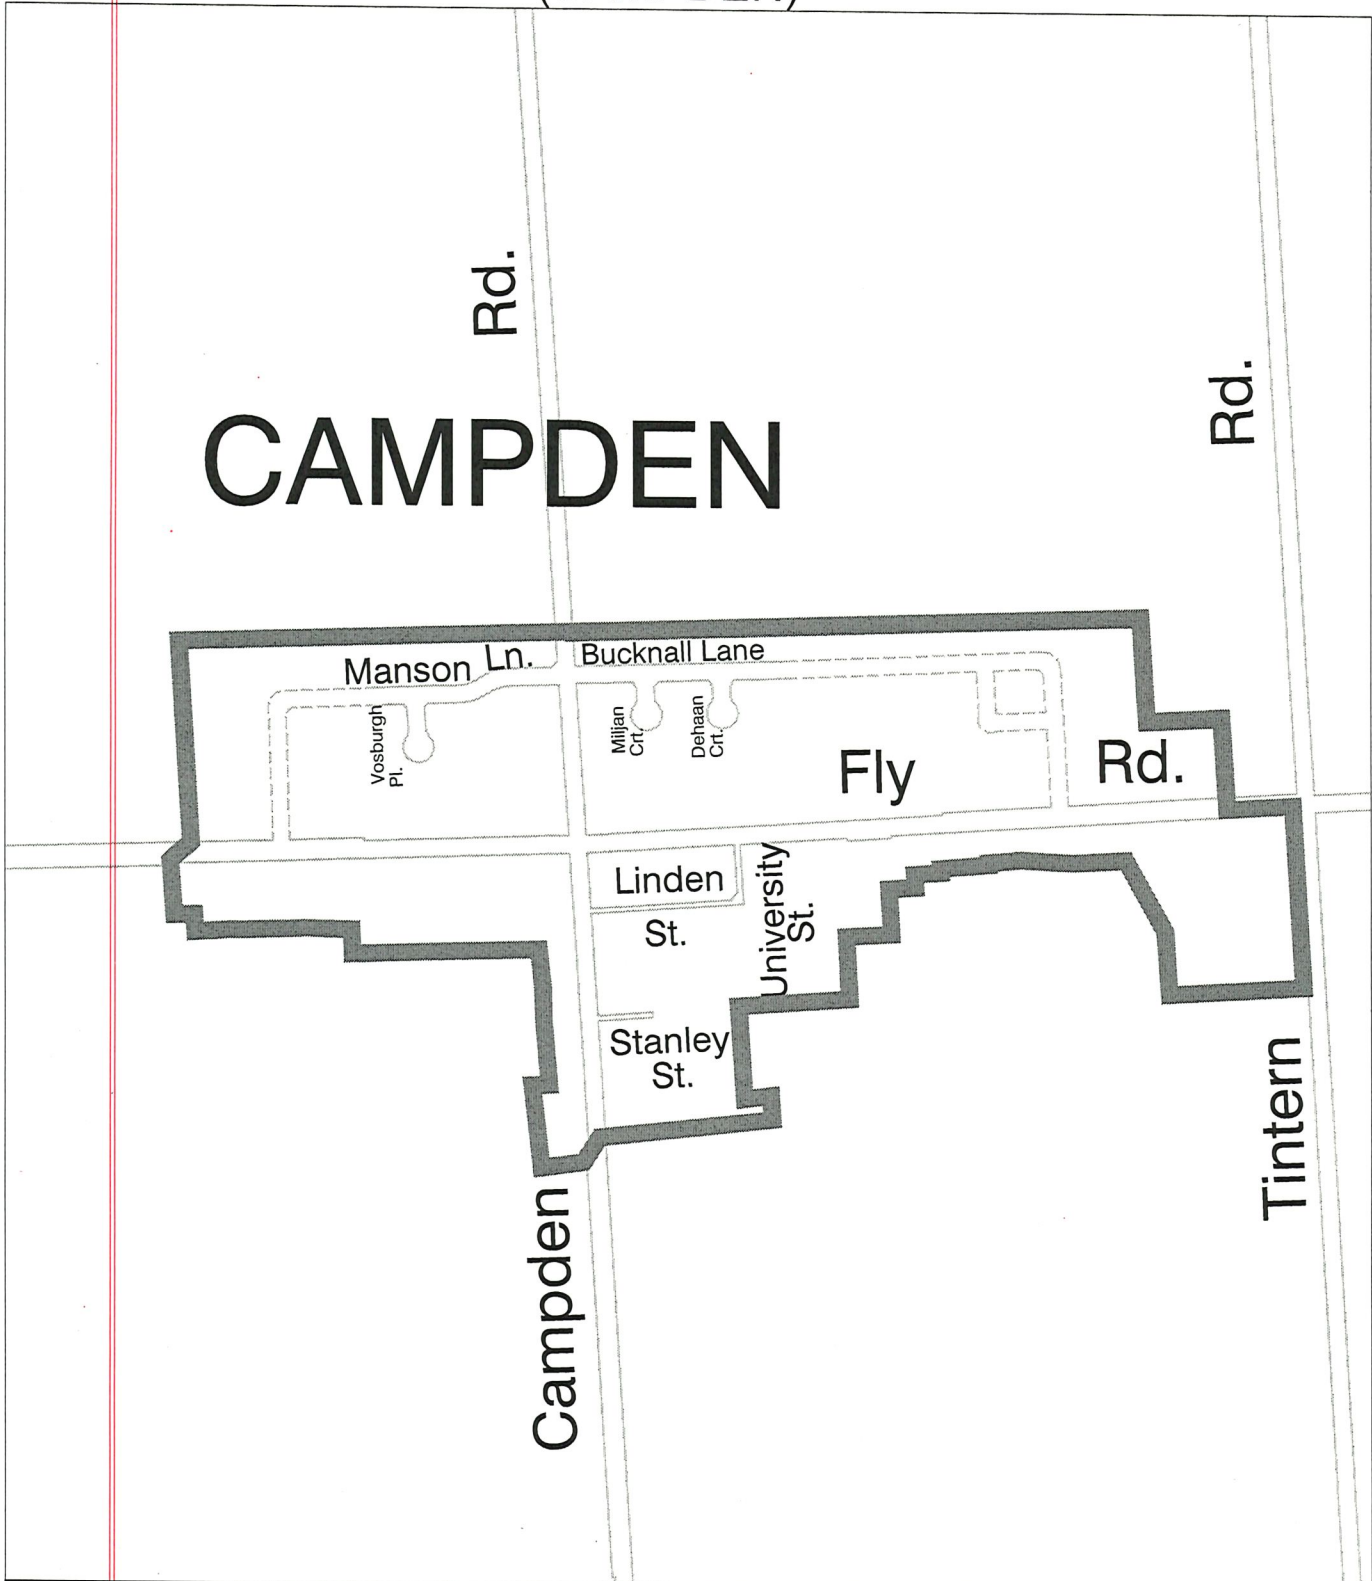 Rd.
Rd.
CAMPDEN
Manson Ln.
Bucknall Lane
Vosburgh
Pl.
Miljan
Crt.
Dehaan
Crt.
Fly Rd.
Linden
St.
University
St.
Stanley
St.
Campden
Tintern